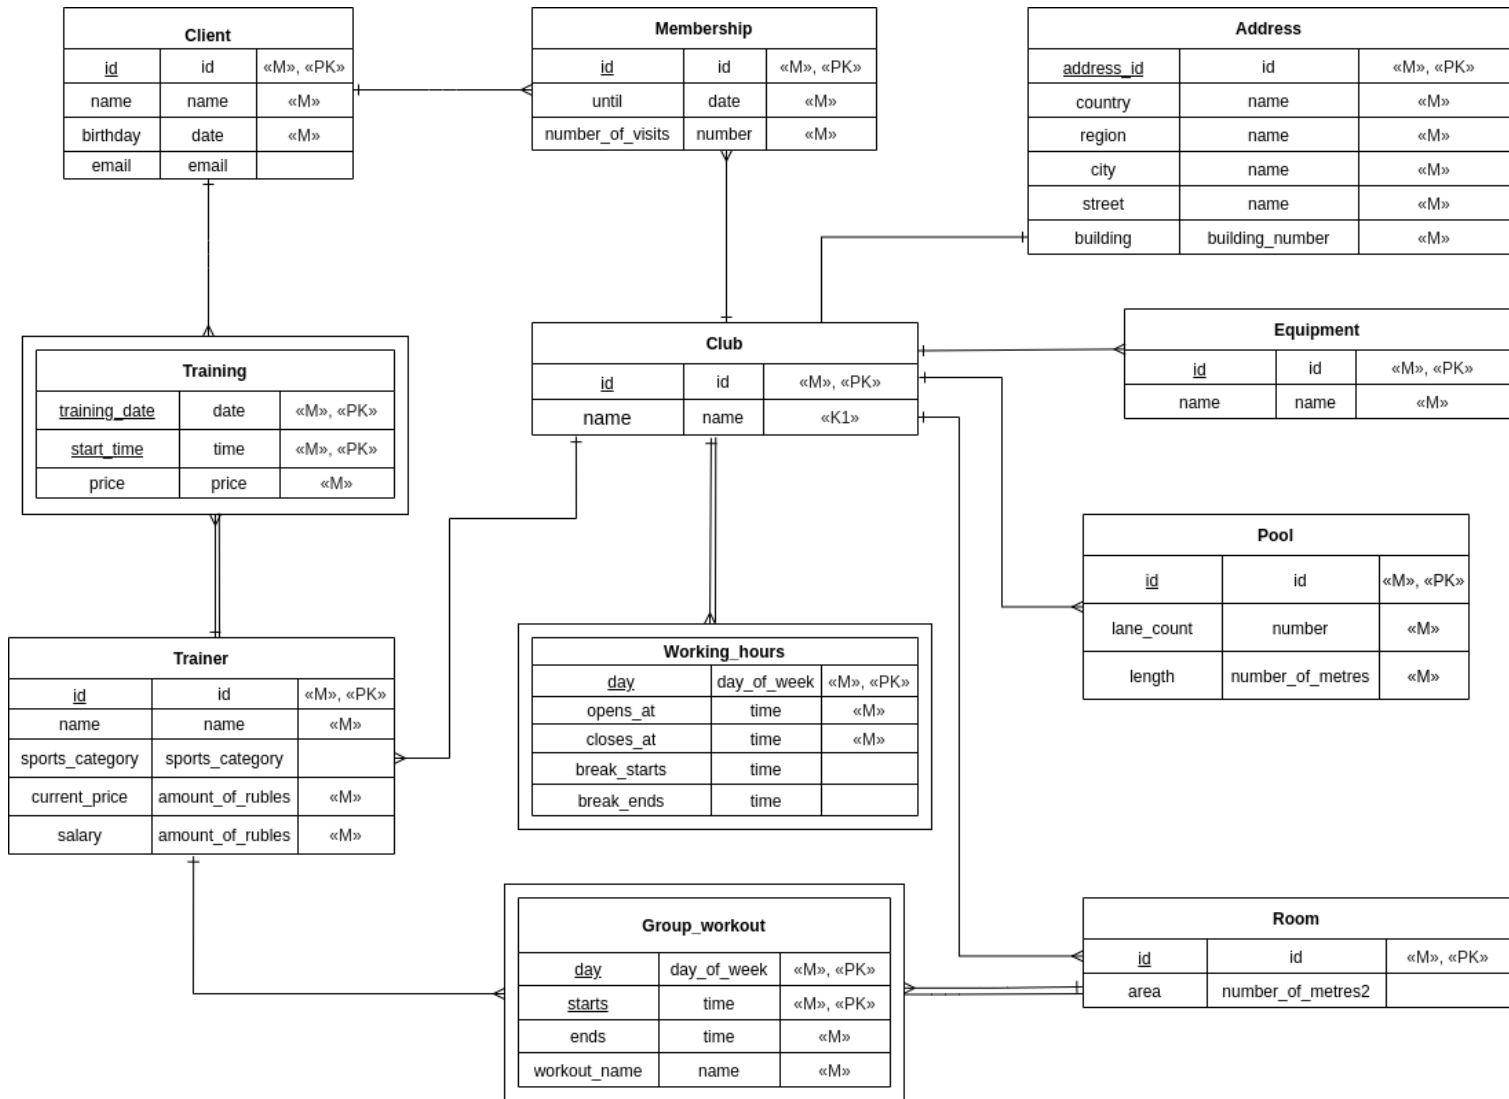 Client
id id «M», «PK»
name name «M»
birthday date «M»
email email
Membership
id id «M», «PK»
until date «M»
number_of_visits number «M»
Address
address_id id «M», «PK»
country name «M»
region name «M»
city name «M»
street name «M»
building building_number «M»
Training
training_date date «M», «PK»
start_time time «M», «PK»
price price «M»
Club
id id «M», «PK»
name name «K1»
Equipment
id id «M», «PK»
name name «M»
Pool
id id «M», «PK»
lane_count number «M»
length number_of_metres «M»
Trainer
id id «M», «PK»
name name «M»
sports_category sports_category
current_price amount_of_rubles «M»
salary amount_of_rubles «M»
Working_hours
day day_of_week «M», «PK»
opens_at time «M»
closes_at time «M»
break_starts time
break_ends time
Group_workout
day day_of_week «M», «PK»
starts time «M», «PK»
ends time «M»
workout_name name «M»
Room
id id «M», «PK»
area number_of_metres2